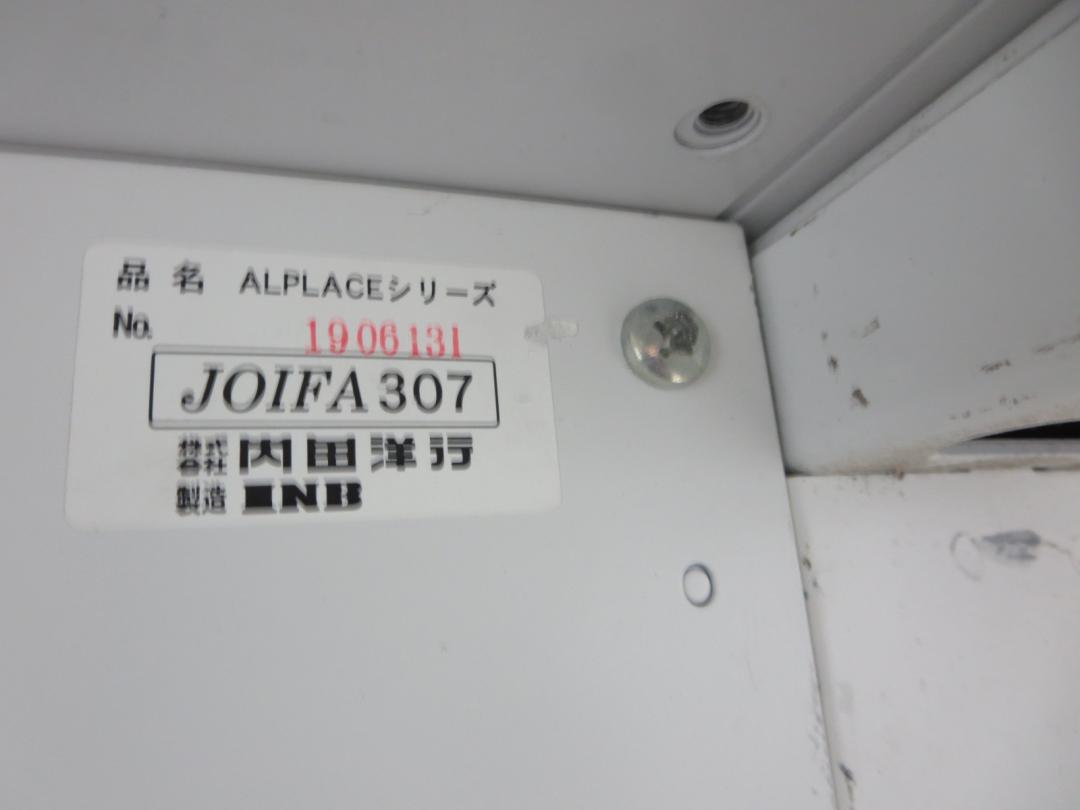 品名 ALPLACEシリーズ
No. 1906131
JOIFA307
株式会社 内田洋行
製造 INB